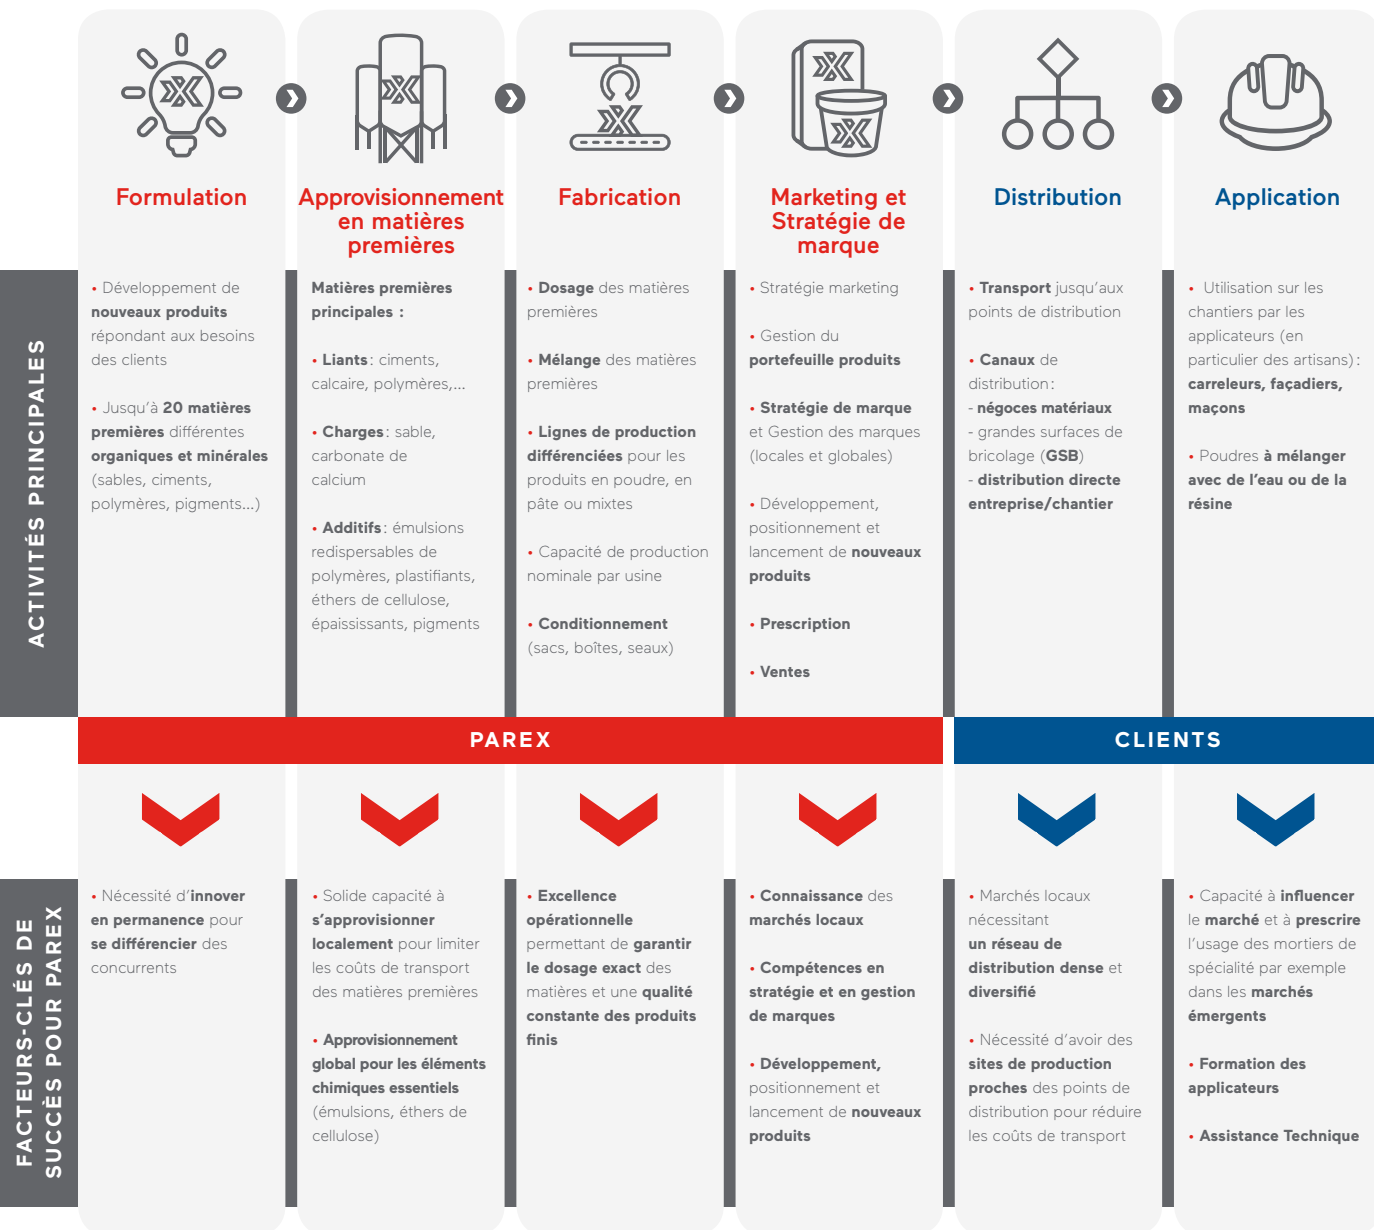 Formulation
Approvisionnement
en matières
premières
Fabrication
Marketing et
Stratégie de
marque
Distribution
Application
ACTIVITÉS PRINCIPALES
• Développement de
nouveaux produits
répondant aux besoins
des clients
• Jusqu'à 20 matières
premières différentes
organiques et minérales
(sables, ciments,
polymères, pigments...)
Matières premières
principales :
• Liants : ciments,
calcaire, polymères,...
• Charges : sable,
carbonate de
calcium
• Additifs : émulsions
redispersables de
polymères, plastifiants,
éthers de cellulose,
épaississants, pigments
• Dosage des matières
premières
• Mélange des matières
premières
• Lignes de production
différenciées pour les
produits en poudre, en
pâte ou mixtes
• Capacité de production
nominale par usine
• Conditionnement
(sacs, boîtes, seaux)
• Stratégie marketing
• Gestion du
portefeuille produits
• Stratégie de marque
et Gestion des marques
(locales et globales)
• Développement,
positionnement et
lancement de nouveaux
produits
• Prescription
• Ventes
• Transport jusqu'aux
points de distribution
• Canaux de
distribution :
- négoces matériaux
- grandes surfaces de
bricolage (GSB)
- distribution directe
entreprise/chantier
• Utilisation sur les
chantiers par les
applicateurs (en
particulier des artisans) :
carreleurs, façadiers,
maçons
• Poudres à mélanger
avec de l'eau ou de la
résine
PAREX
CLIENTS
FACTEURS-CLÉS DE
SUCCÈS POUR PAREX
• Nécessité d'innover
en permanence pour
se différencier des
concurrents
• Solide capacité à
s'approvisionner
localement pour limiter
les coûts de transport
des matières premières
• Approvisionnement
global pour les éléments
chimiques essentiels
(émulsions, éthers de
cellulose)
• Excellence
opérationnelle
permettant de garantir
le dosage exact des
matières et une qualité
constante des produits
finis
• Connaissance des
marchés locaux
• Compétences en
stratégie et en gestion
de marques
• Développement,
positionnement et
lancement de nouveaux
produits
• Marchés locaux
nécessitant
un réseau de
distribution dense et
diversifié
• Nécessité d'avoir des
sites de production
proches des points de
distribution pour réduire
les coûts de transport
• Capacité à influencer
le marché et à prescrire
l'usage des mortiers de
spécialité par exemple
dans les marchés
émergents
• Formation des
applicateurs
• Assistance Technique